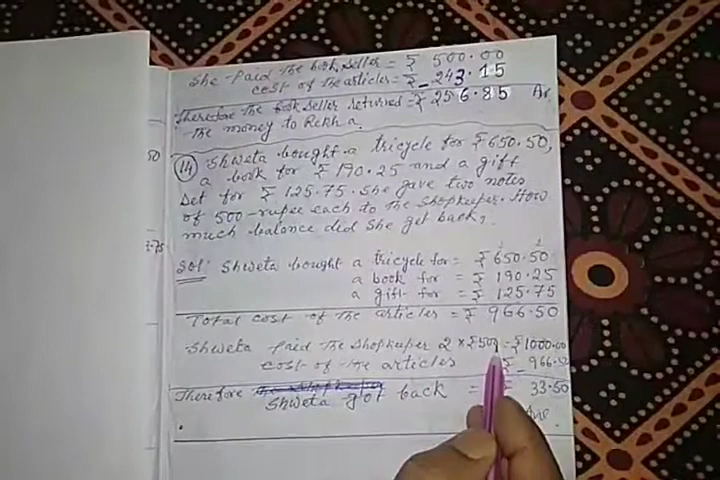 She paid the book seller = ₹ 500.00
cost of the articles = ₹ - 243.15
Therefore the book seller returned = ₹ 256.85 An.
the money to Rekha.
(14) Shweta bought a tricycle for ₹ 650.50,
a book for ₹ 190.25 and a gift
set for ₹ 125.75. She gave two notes
of 500-rupee each to the shopkeeper. How
much balance did she get back?
50
2.75
Sol: Shweta bought a tricycle for = ₹ 650.50
a book for = ₹ 190.25
a gift for = ₹ 125.75
Total cost of the articles = ₹ 966.50
Shweta paid the shopkeeper 2 × ₹ 500 = ₹ 1000.00
cost of the articles - 966.50
Therefore Shweta got back = 33.50
Ans